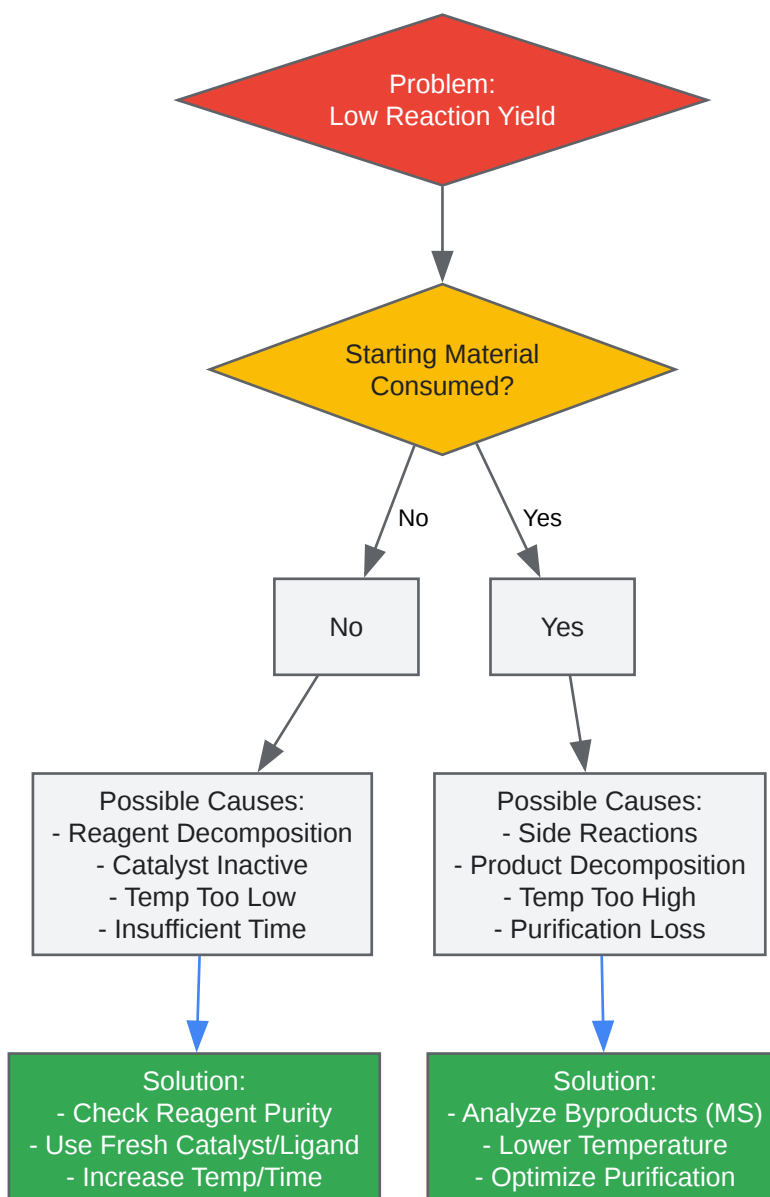 Problem:
Low Reaction Yield
Starting Material
Consumed?
No
Yes
No
Yes
Possible Causes:
- Reagent Decomposition
- Catalyst Inactive
- Temp Too Low
- Insufficient Time
Possible Causes:
- Side Reactions
- Product Decomposition
- Temp Too High
- Purification Loss
Solution:
- Check Reagent Purity
- Use Fresh Catalyst/Ligand
- Increase Temp/Time
Solution:
- Analyze Byproducts (MS)
- Lower Temperature
- Optimize Purification